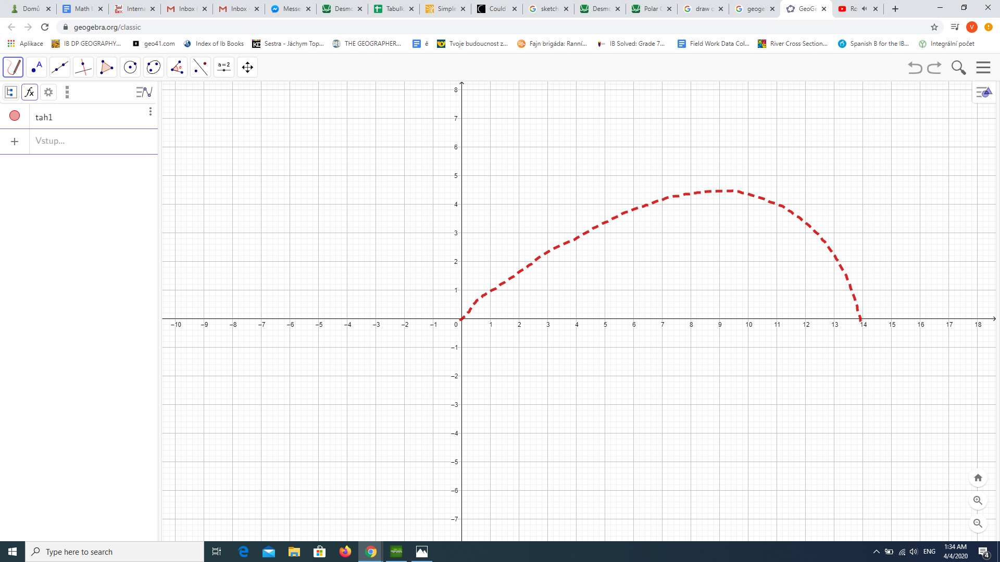 Domů
Math I
Tool Box
Interna
Inbox (
Inbox -
Messe
Desmo
Tabulk
Simple
Could
sketch
Desmo
Polar G
draw c
geoge
GeoGe
Ro
geogebra.org/classic
V
Aplikace
IB DP GEOGRAPHY...
geo41.com
Index of Ib Books
KD
Sestra - Jáchym Top...
GEO
THE GEOGRAPHER...
ě
Tvoje budoucnost z...
Fajn brigáda: Ranní...
IB Solved: Grade 7...
Field Work Data Col...
River Cross Section...
Spanish B for the IB...
Integrální počet
A
a=2
fx
N
tah1
Vstup...
8
7
6
5
4
3
2
1
–10 –9 –8 –7 –6 –5 –4 –3 –2 –1 0 1 2 3 4 5 6 7 8 9 10 11 12 13 14 15 16 17 18
–1
–2
–3
–4
–5
–6
–7
Type here to search
ENG
1:34 AM
4/4/2020
4